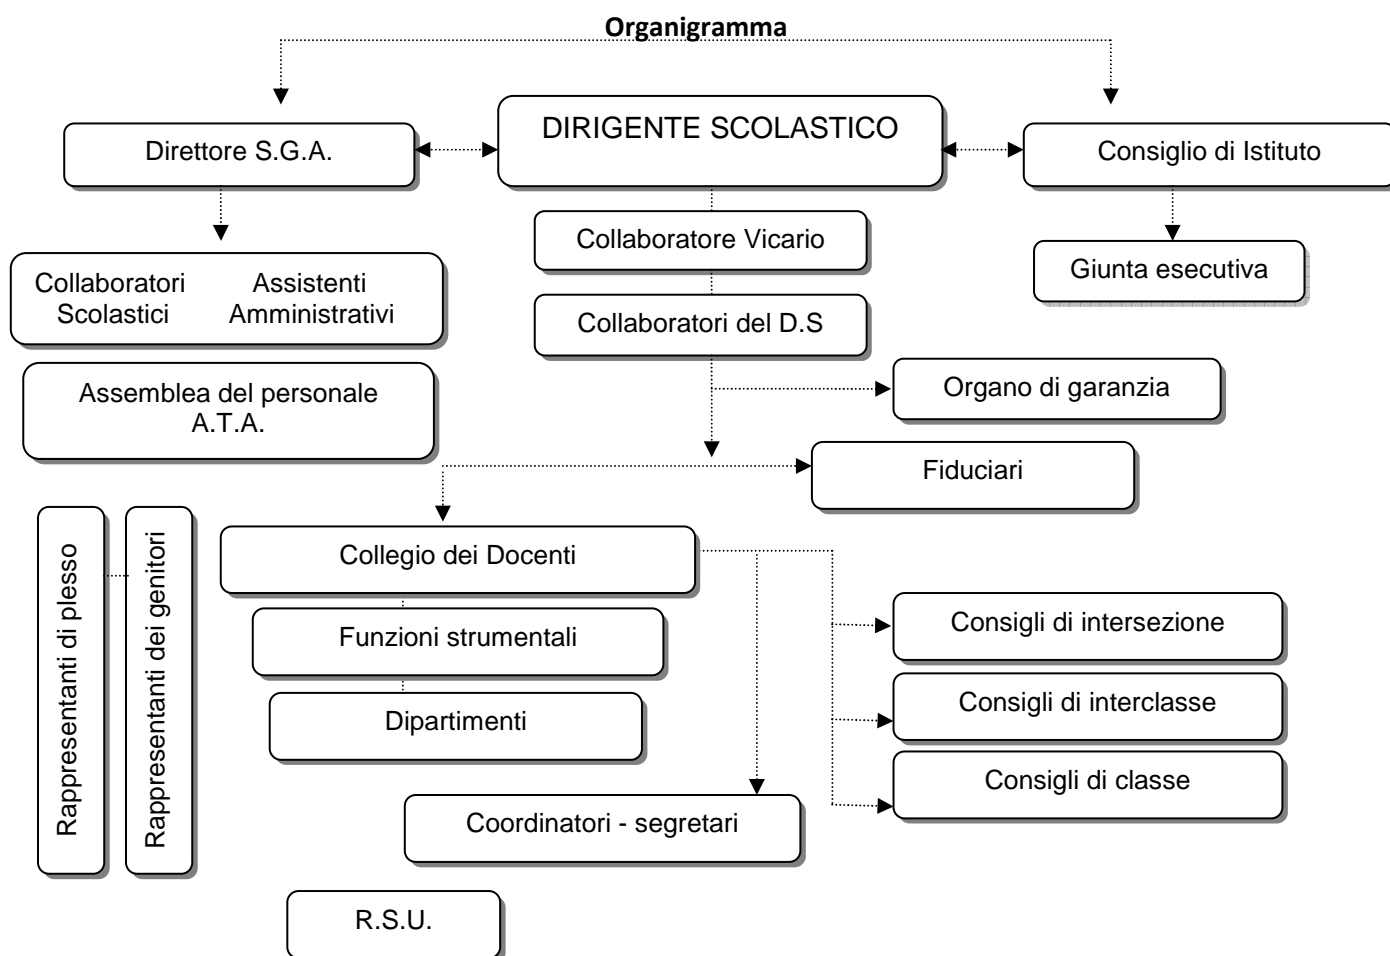 Organigramma
DIRIGENTE SCOLASTICO
Direttore S.G.A.
Consiglio di Istituto
Collaboratore Vicario
Giunta esecutiva
Collaboratori
Scolastici
Assistenti
Amministrativi
Collaboratori del D.S
Assemblea del personale
A.T.A.
Organo di garanzia
Fiduciari
Rappresentanti di plesso
Rappresentanti dei genitori
Collegio dei Docenti
Funzioni strumentali
Dipartimenti
Consigli di intersezione
Consigli di interclasse
Consigli di classe
Coordinatori - segretari
R.S.U.